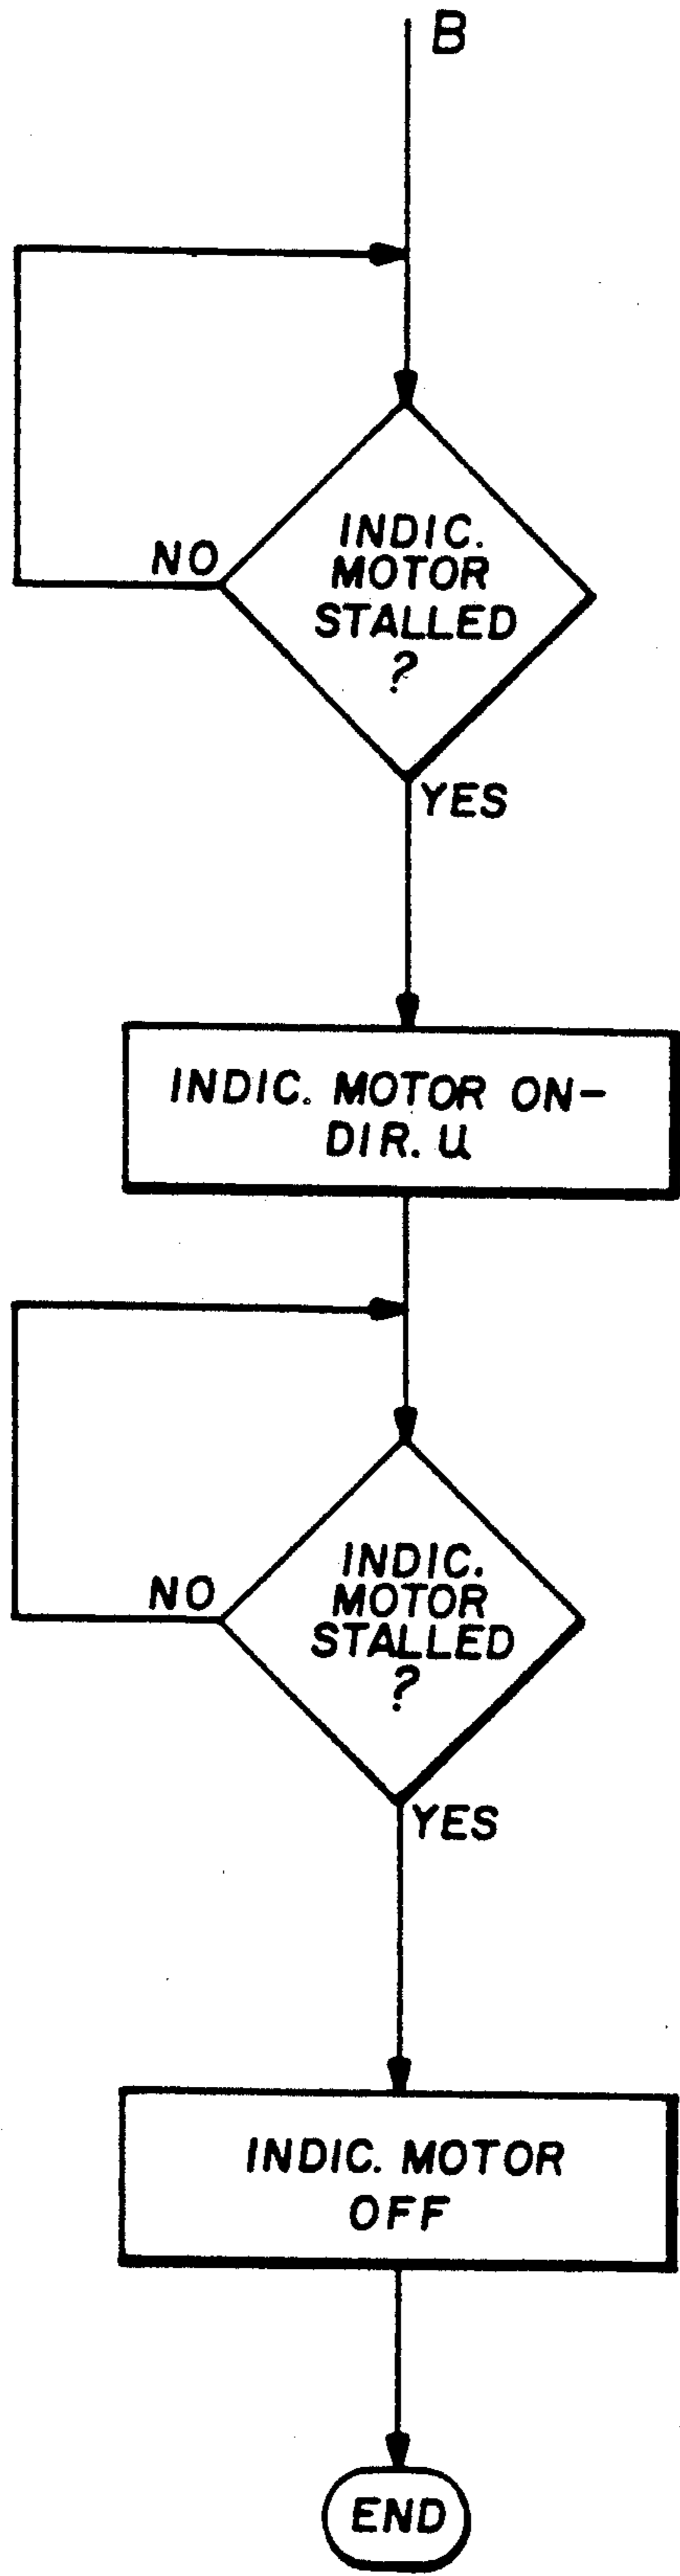 B
INDIC.
MOTOR
STALLED
?
NO
YES
INDIC. MOTOR ON-
DIR. U
INDIC.
MOTOR
STALLED
?
NO
YES
INDIC. MOTOR
OFF
END